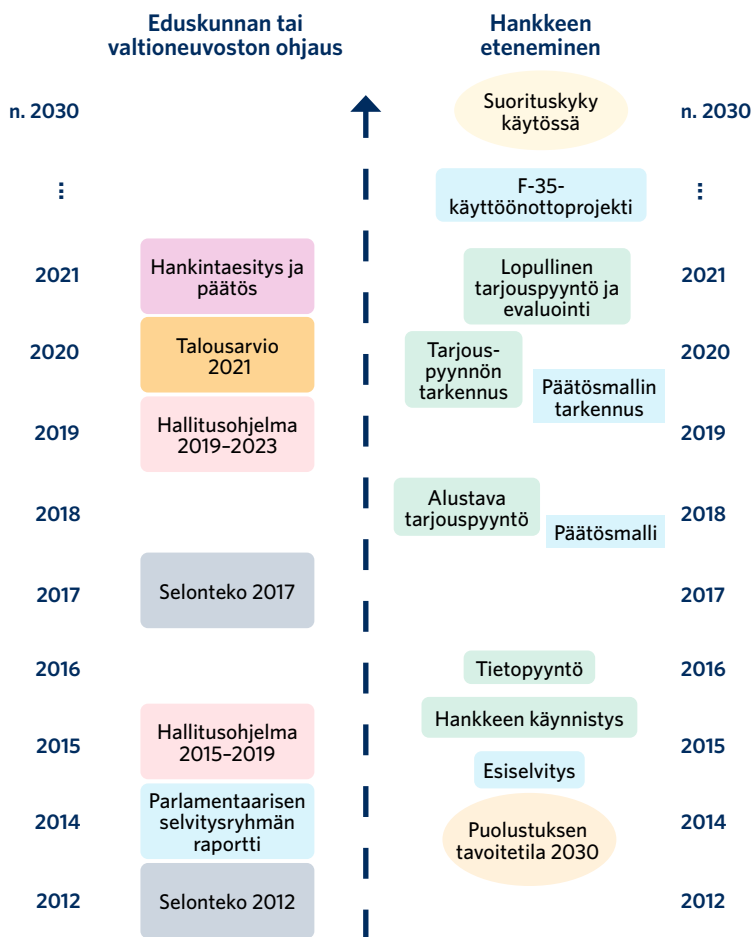 Eduskunnan tai
valtioneuvoston ohjaus
Hankkeen
eteneminen
n. 2030
Suorituskyky
käytössä
n. 2030
⋮
F-35-
käyttöönottoprojekti
⋮
2021
Hankintaesitys ja
päätös
Lopullinen
tarjouspyyntö ja
evaluointi
2021
2020
Talousarvio
2021
Tarjous-
pyynnön
tarkennus
2020
Päätösmallin
tarkennus
2019
Hallitusohjelma
2019–2023
2019
2018
Alustava
tarjouspyyntö
Päätösmalli
2018
2017
Selonteko 2017
2017
2016
Tietopyyntö
2016
Hankkeen käynnistys
2015
Hallitusohjelma
2015–2019
2015
Esiselvitys
2014
Parlamentaarisen
selvitysryhmän
raportti
Puolustuksen
tavoitetila 2030
2014
2012
Selonteko 2012
2012